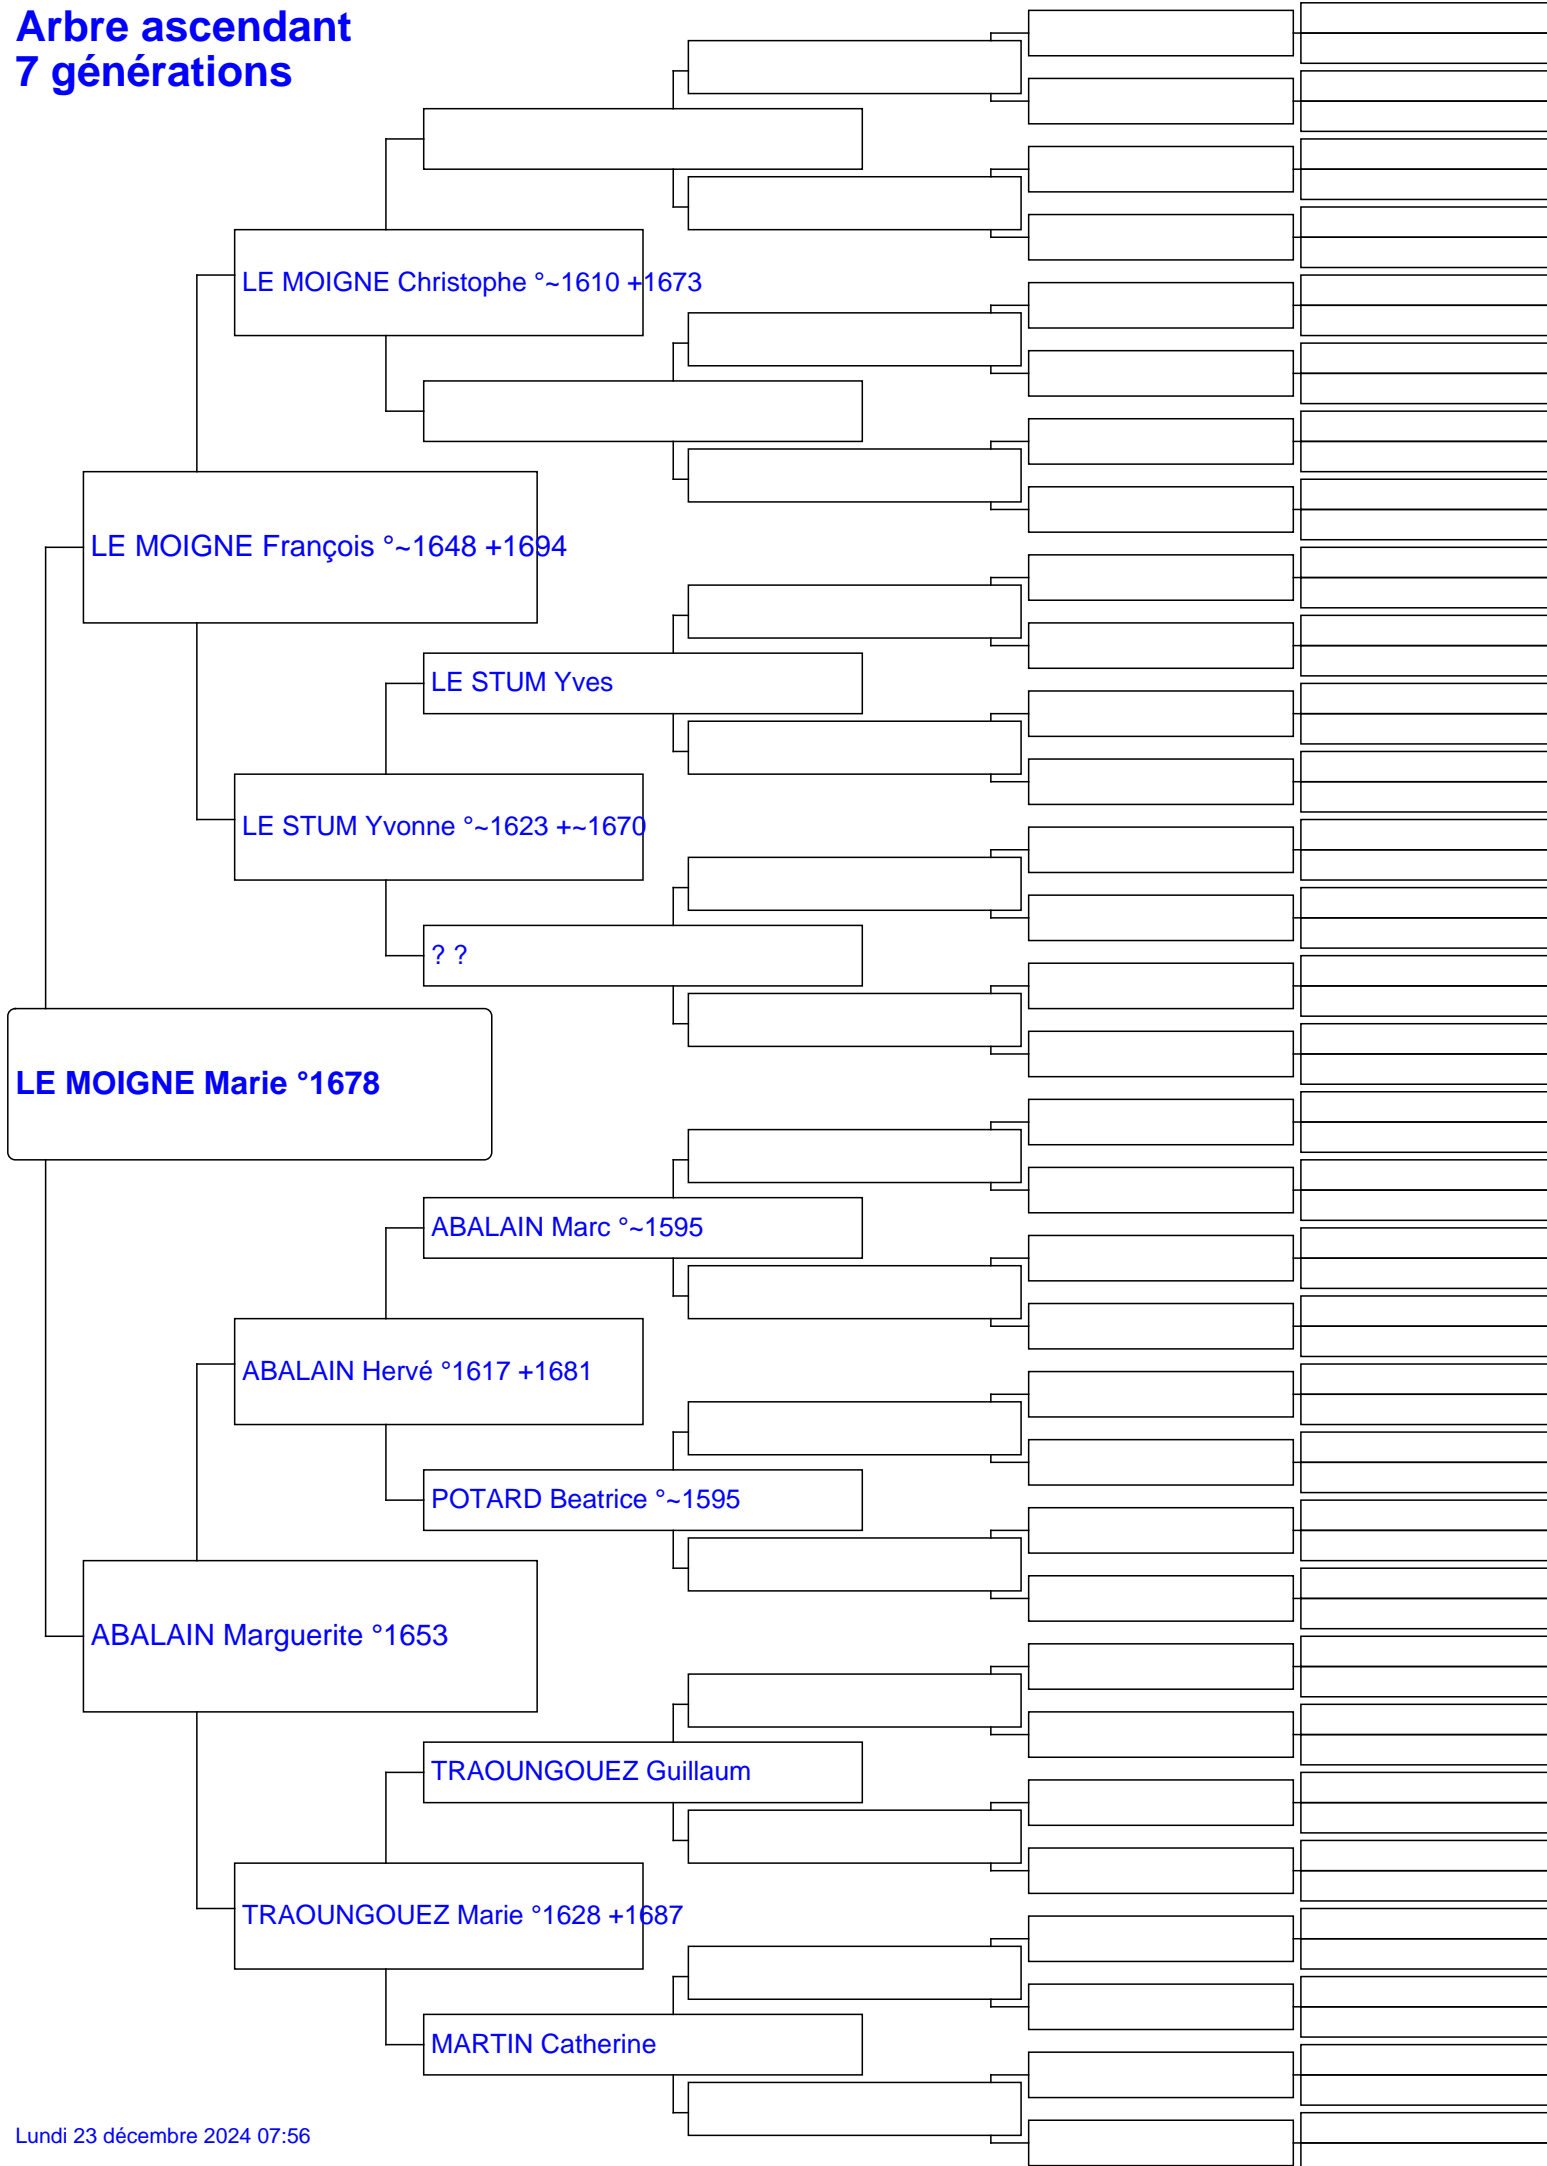 Arbre ascendant
7 générations
LE MOIGNE Christophe °~1610 +1673
LE MOIGNE François °~1648 +1694
LE STUM Yves
LE STUM Yvonne °~1623 +~1670
? ?
LE MOIGNE Marie °1678
ABALAIN Marc °~1595
ABALAIN Hervé °1617 +1681
POTARD Beatrice °~1595
ABALAIN Marguerite °1653
TRAOUNGOUEZ Guillaum
TRAOUNGOUEZ Marie °1628 +1687
MARTIN Catherine
Lundi 23 décembre 2024 07:56